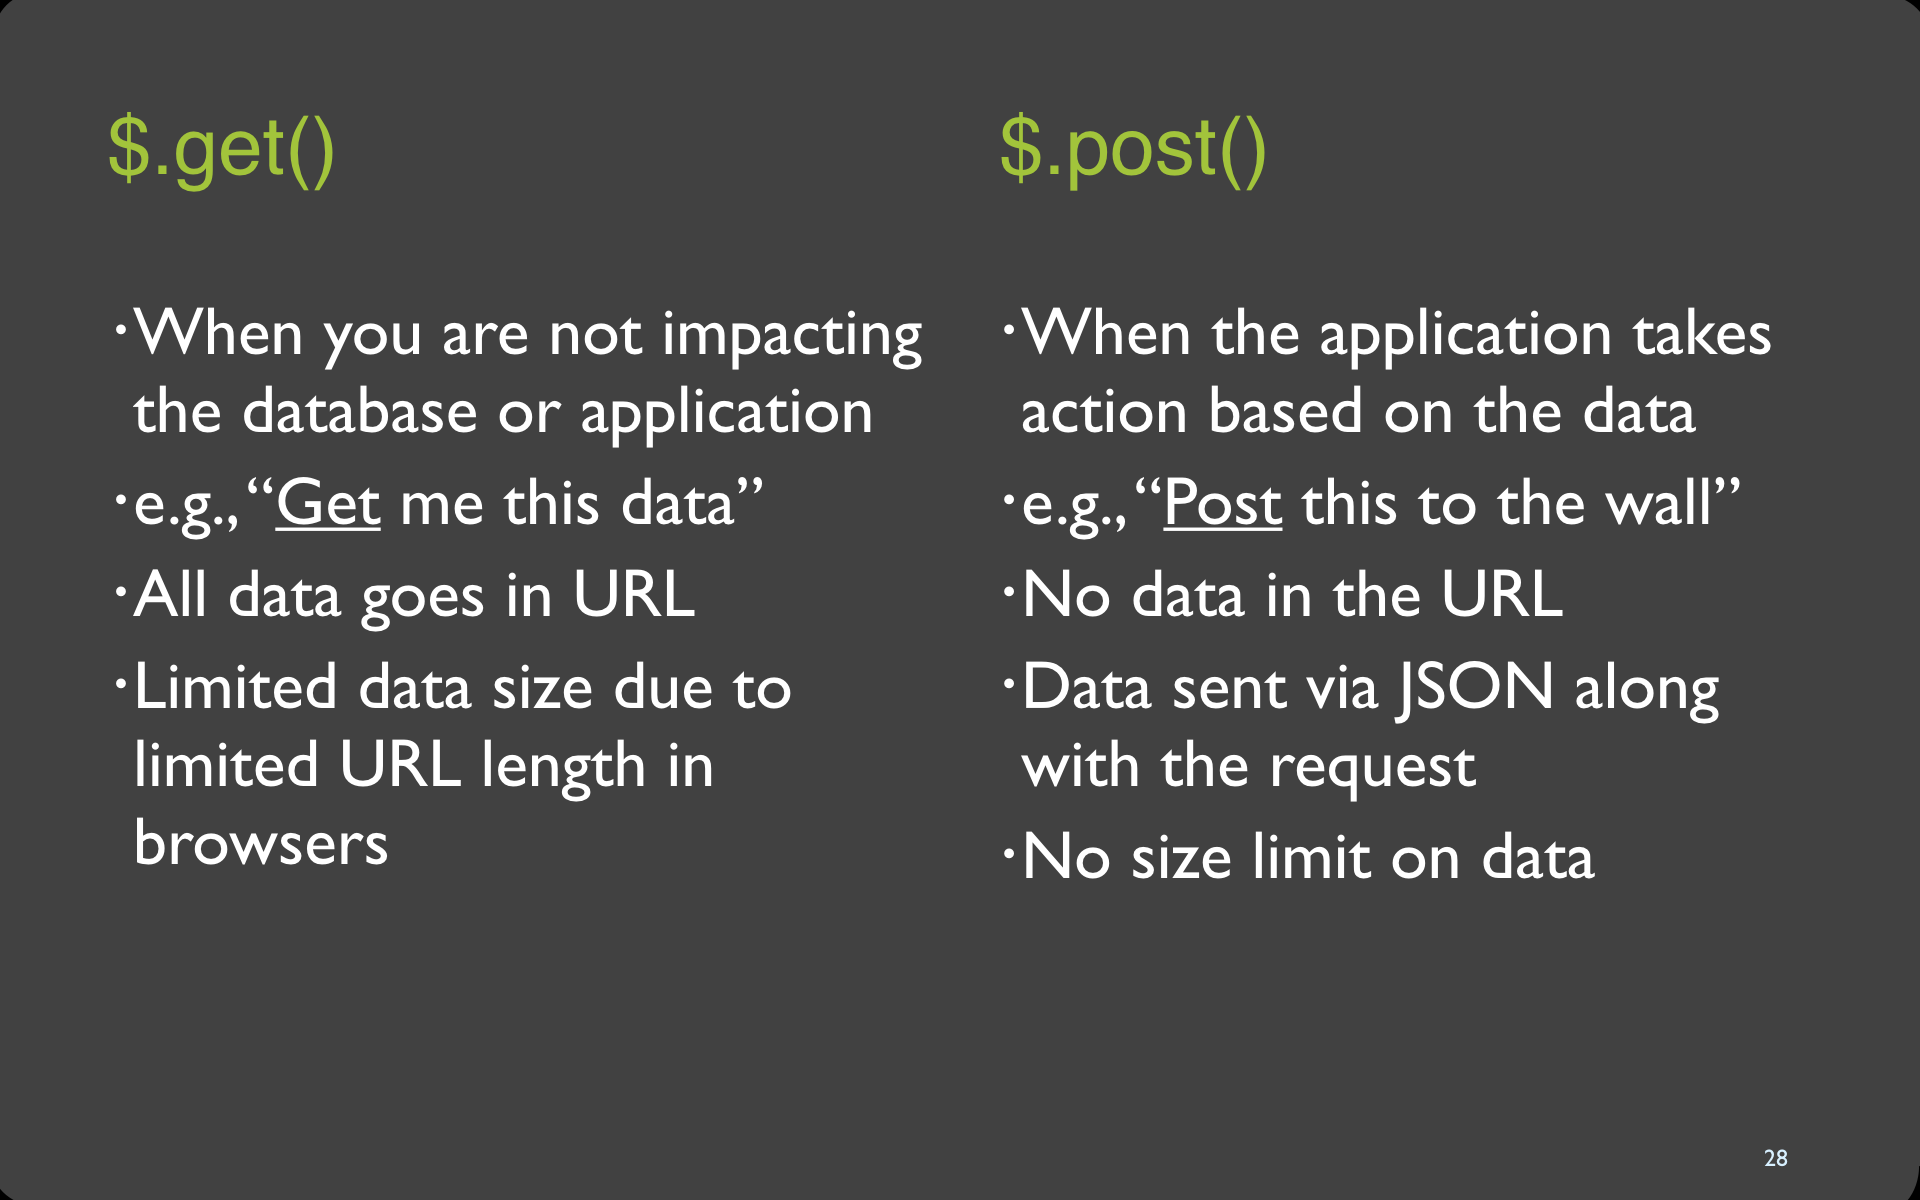 $.get()
•When you are not impacting
the database or application
•e.g., “Get me this data”
•All data goes in URL
•Limited data size due to
limited URL length in
browsers
$.post()
•When the application takes
action based on the data
•e.g., “Post this to the wall”
•No data in the URL
•Data sent via JSON along
with the request
•No size limit on data
28